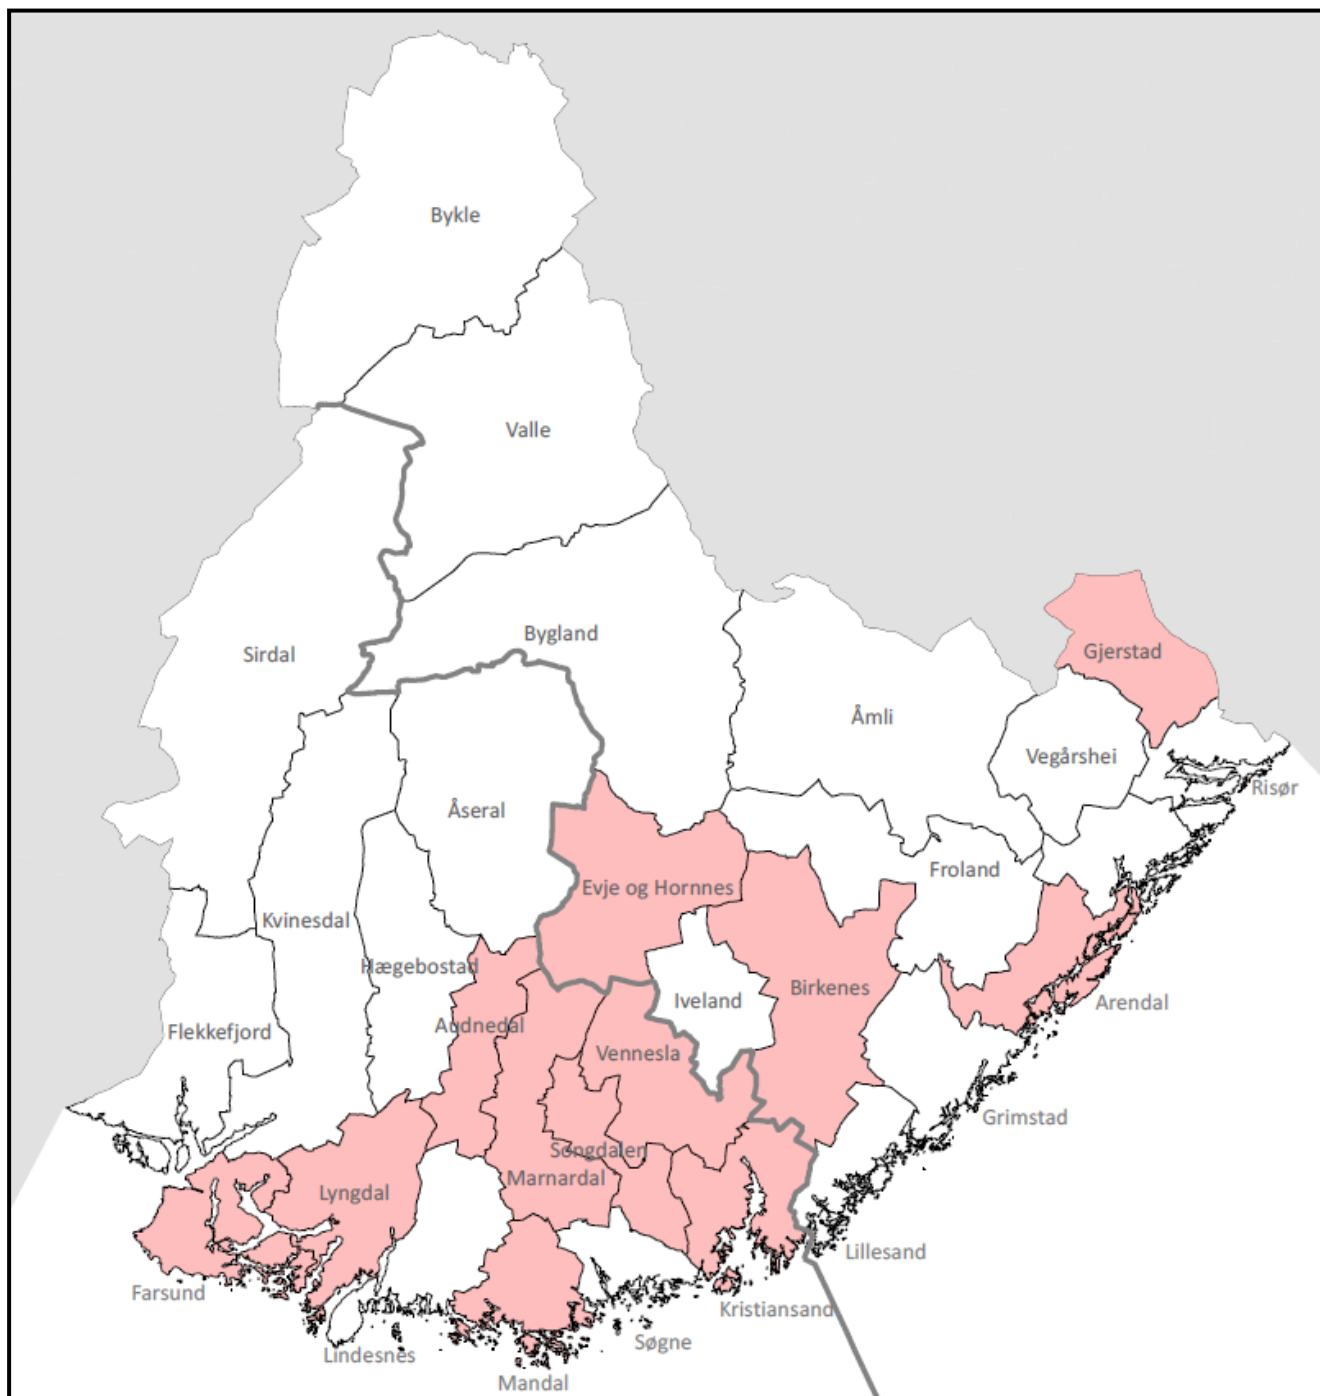 Bykle
Valle
Bygland
Sirdal
Gjerstad
Åmli
Vegårshei
Risør
Åseral
Froland
Evje og Hornnes
Kvinesdal
Hægebostad
Birkenes
Iveland
Arendal
Audnedal
Flekkefjord
Vennesla
Grimstad
Songdalen
Marnardal
Lyngdal
Lillesand
Farsund
Kristiansand
Søgne
Lindesnes
Mandal